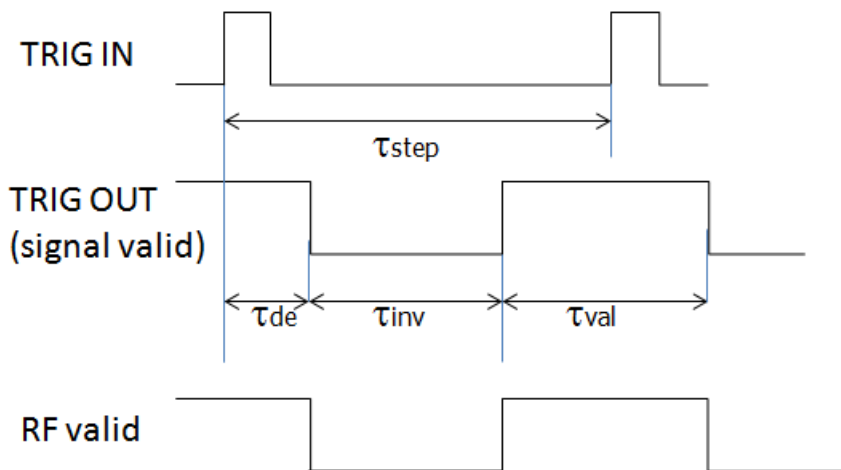 TRIG IN
τstep
TRIG OUT
(signal valid)
τde
τinv
τval
RF valid